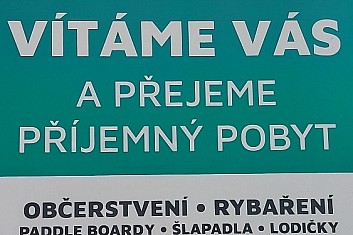 VÍTÁME VÁS
A PŘEJEME
PŘÍJEMNÝ POBYT
OBČERSTVENÍ • RYBAŘENÍ
PADDLE BOARDY • ŠLAPADLA • LODIČKY